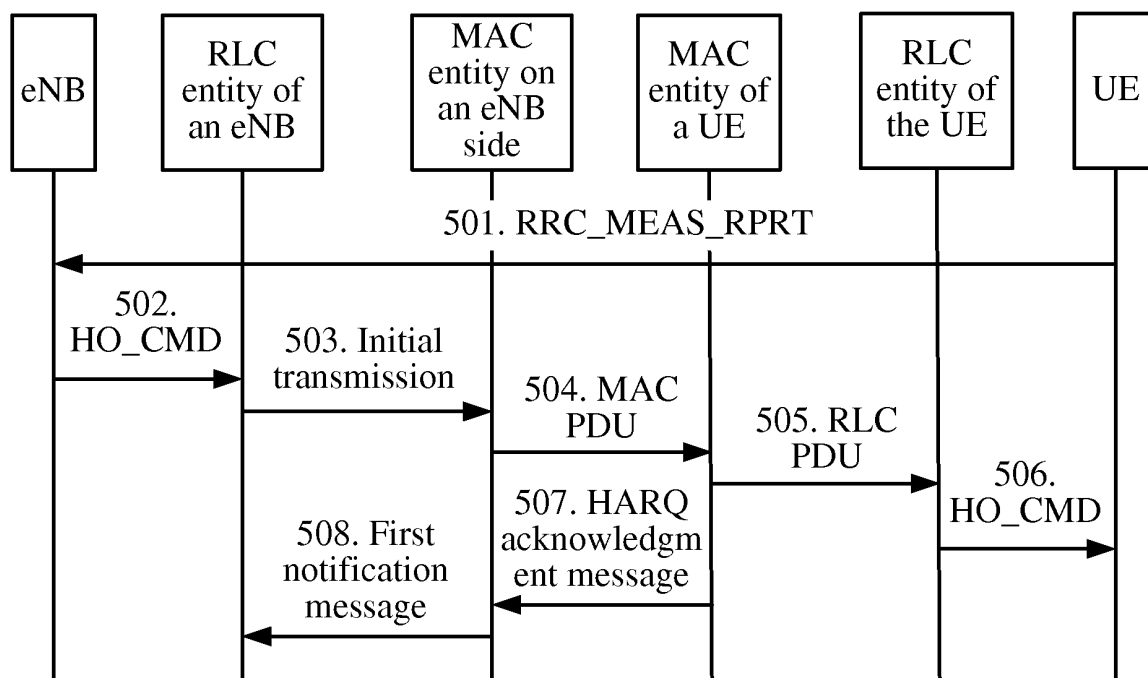 eNB
RLC
entity of
an eNB
MAC
entity on
an eNB
side
MAC
entity of
a UE
RLC
entity of
the UE
UE
501. RRC_MEAS_RPRT
502.
HO_CMD
503. Initial
transmission
504. MAC
PDU
505. RLC
PDU
506.
HO_CMD
507. HARQ
acknowledgm
ent message
508. First
notification
message